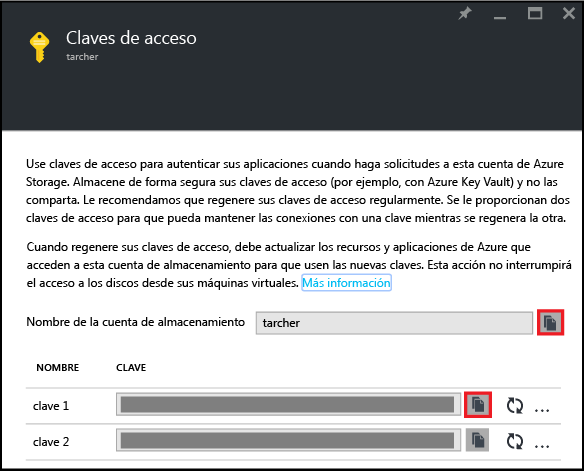 Claves de acceso
tarcher
Use claves de acceso para autenticar sus aplicaciones cuando haga solicitudes a esta cuenta de Azure
Storage. Almacene de forma segura sus claves de acceso (por ejemplo, con Azure Key Vault) y no las
comparta. Le recomendamos que regenere sus claves de acceso regularmente. Se le proporcionan dos
claves de acceso para que pueda mantener las conexiones con una clave mientras se regenera la otra.
Cuando regenere sus claves de acceso, debe actualizar los recursos y aplicaciones de Azure que
acceden a esta cuenta de almacenamiento para que usen las nuevas claves. Esta acción no interrumpirá
el acceso a los discos desde sus máquinas virtuales. Más información
Nombre de la cuenta de almacenamiento tarcher
NOMBRE CLAVE
clave 1
clave 2